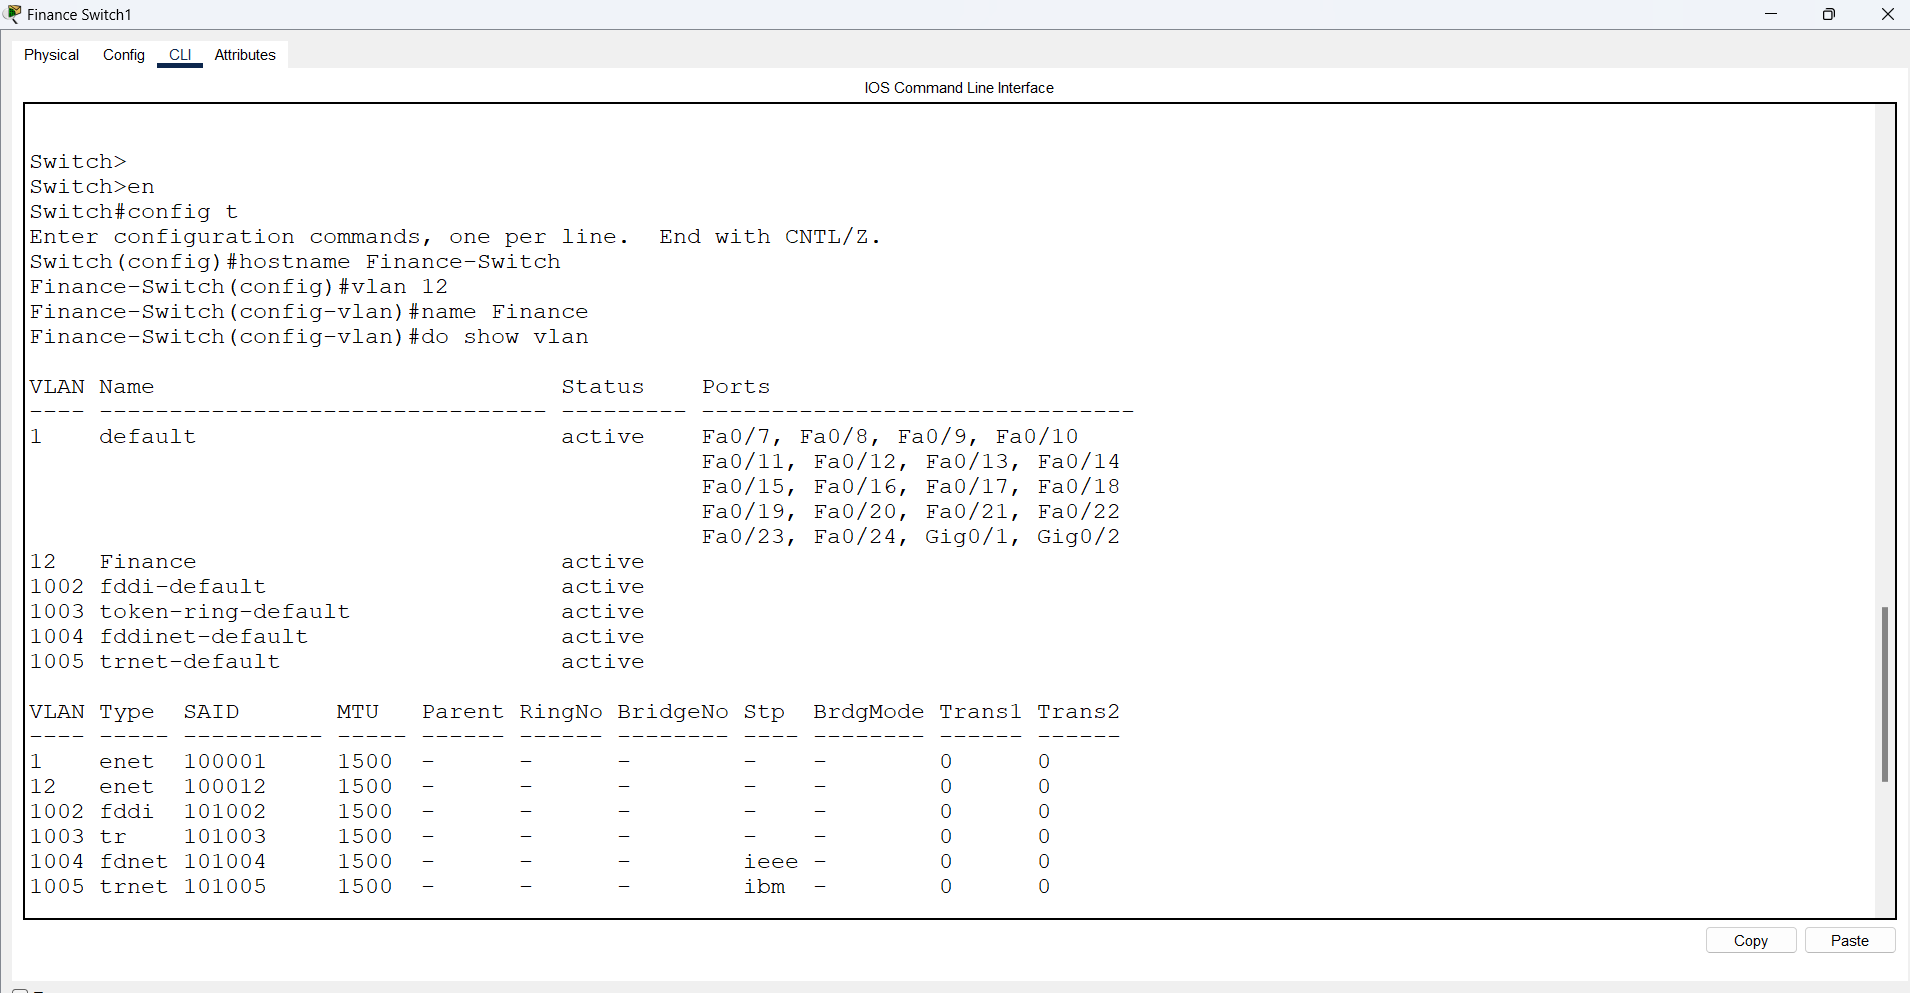 Finance Switch1
Physical Config CLI Attributes
IOS Command Line Interface
Switch>
Switch>en
Switch#config t
Enter configuration commands, one per line.  End with CNTL/Z.
Switch(config)#hostname Finance-Switch
Finance-Switch(config)#vlan 12
Finance-Switch(config-vlan)#name Finance
Finance-Switch(config-vlan)#do show vlan
VLAN Name                             Status    Ports
---- -------------------------------- --------- -------------------------------
1    default                          active    Fa0/7, Fa0/8, Fa0/9, Fa0/10
                                                Fa0/11, Fa0/12, Fa0/13, Fa0/14
                                                Fa0/15, Fa0/16, Fa0/17, Fa0/18
                                                Fa0/19, Fa0/20, Fa0/21, Fa0/22
                                                Fa0/23, Fa0/24, Gig0/1, Gig0/2
12   Finance                          active
1002 fddi-default                     active
1003 token-ring-default               active
1004 fddinet-default                  active
1005 trnet-default                    active
VLAN Type  SAID       MTU   Parent RingNo BridgeNo Stp  BrdgMode Trans1 Trans2
---- ----- ---------- ----- ------ ------ -------- ---- -------- ------ ------
1    enet  100001     1500  -      -      -        -    -        0      0
12   enet  100012     1500  -      -      -        -    -        0      0
1002 fddi  101002     1500  -      -      -        -    -        0      0
1003 tr    101003     1500  -      -      -        -    -        0      0
1004 fdnet 101004     1500  -      -      -        ieee -        0      0
1005 trnet 101005     1500  -      -      -        ibm  -        0      0
Copy Paste